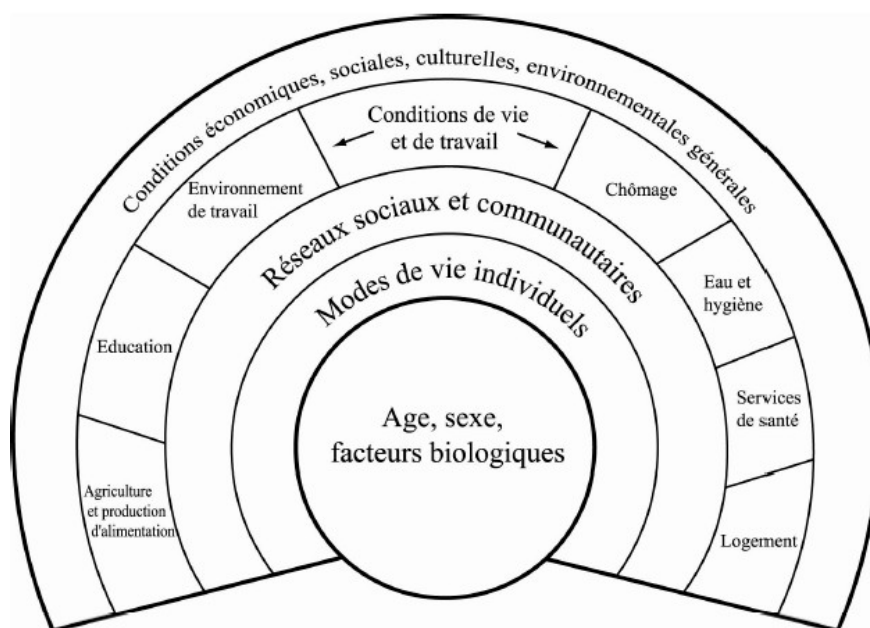 Conditions économiques, sociales, culturelles, environnementales générales
Conditions de vie
et de travail
Environnement
de travail
Chômage
Réseaux sociaux et communautaires
Modes de vie individuels
Eau et
hygiène
Education
Services
de santé
Age, sexe,
facteurs biologiques
Agriculture
et production
d'alimentation
Logement